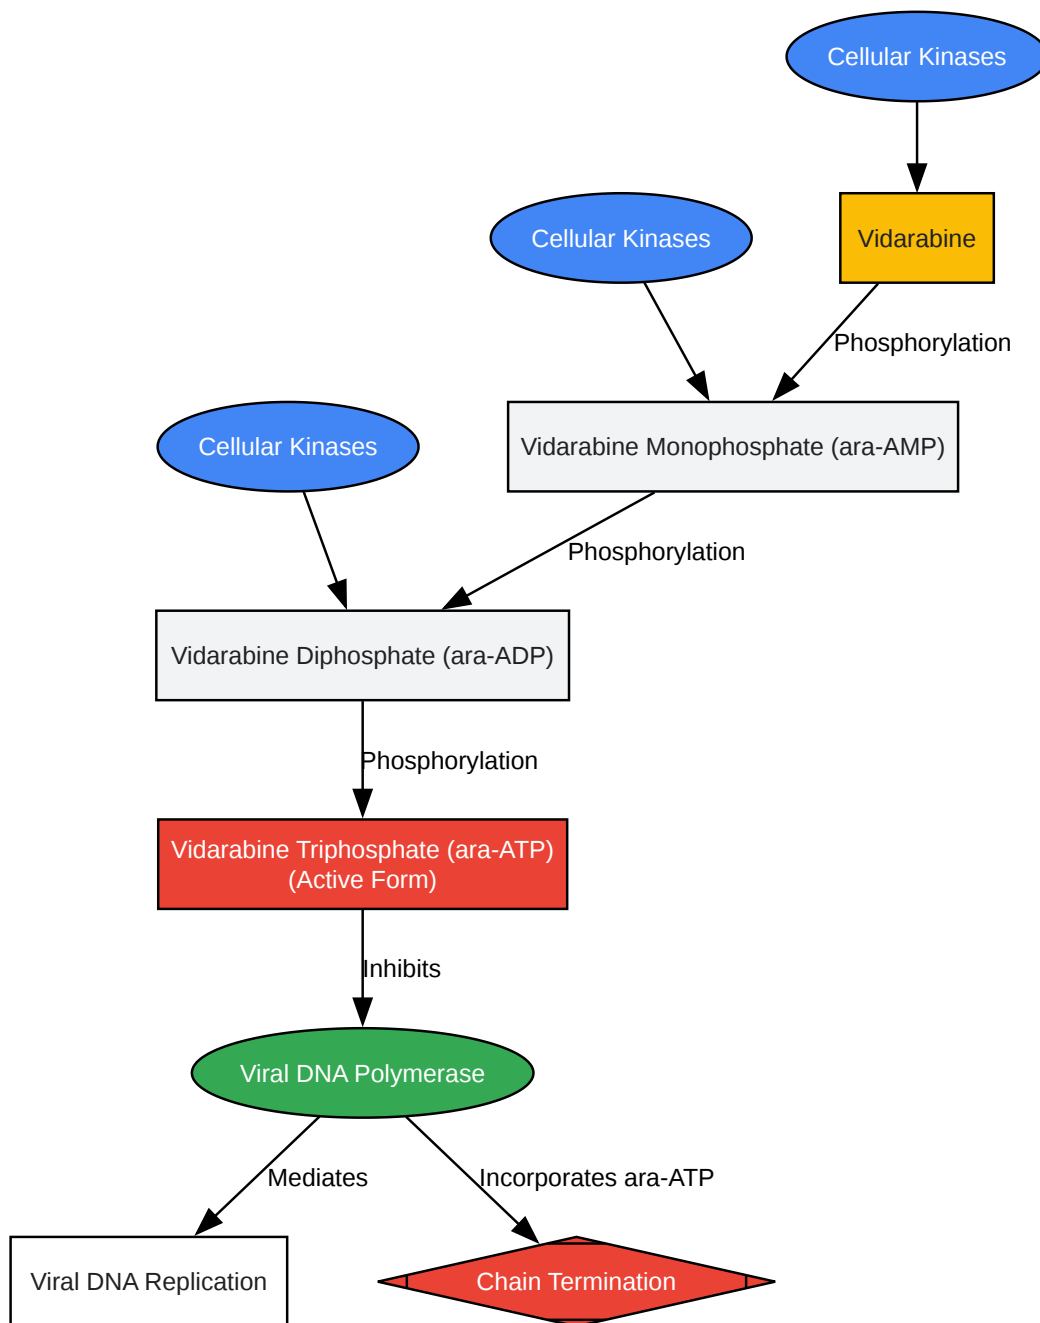 Cellular Kinases
Cellular Kinases
Vidarabine
Phosphorylation
Cellular Kinases
Vidarabine Monophosphate (ara-AMP)
Phosphorylation
Vidarabine Diphosphate (ara-ADP)
Phosphorylation
Vidarabine Triphosphate (ara-ATP)
(Active Form)
Inhibits
Viral DNA Polymerase
Mediates
Incorporates ara-ATP
Viral DNA Replication
Chain Termination